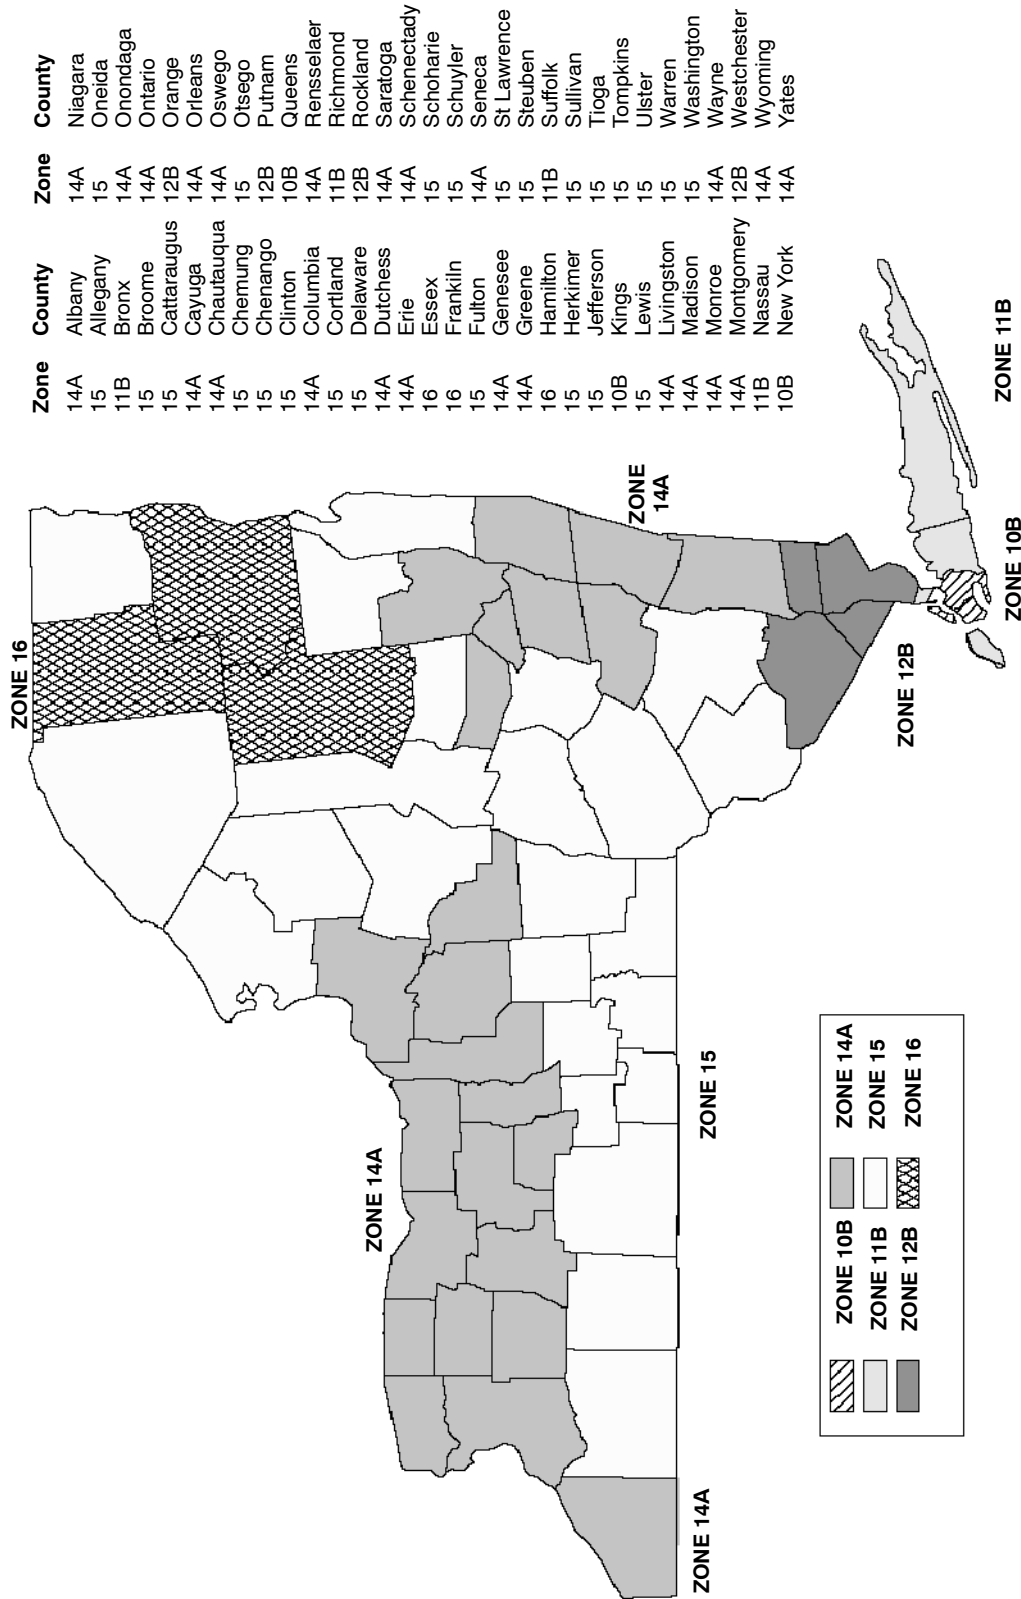 ZONE 16
Zone County Zone County
14A Albany 14A Niagara
15 Allegany 15 Oneida
11B Bronx 14A Onondaga
15 Broome 14A Ontario
15 Cattaraugus 12B Orange
14A Cayuga 14A Orleans
14A Chautauqua 14A Oswego
15 Chemung 15 Otsego
15 Chenango 12B Putnam
15 Clinton 10B Queens
14A Columbia 14A Rensselaer
15 Cortland 11B Richmond
15 Delaware 12B Rockland
14A Dutchess 14A Saratoga
14A Erie 14A Schenectady
16 Essex 15 Schoharie
16 Franklin 15 Schuyler
15 Fulton 14A Seneca
14A Genesee 15 St Lawrence
14A Greene 15 Steuben
16 Hamilton 11B Suffolk
15 Herkimer 15 Sullivan
15 Jefferson 15 Tioga
10B Kings 15 Tompkins
15 Lewis 15 Ulster
14A Livingston 15 Warren
14A Madison 15 Washington
14A Monroe 14A Wayne
14A Montgomery 12B Westchester
11B Nassau 14A Wyoming
10B New York 14A Yates
ZONE 14A
ZONE
14A
ZONE 14A
ZONE 15
ZONE 12B
ZONE 10B
ZONE 11B
ZONE 10B ZONE 14A
ZONE 11B ZONE 15
ZONE 12B ZONE 16